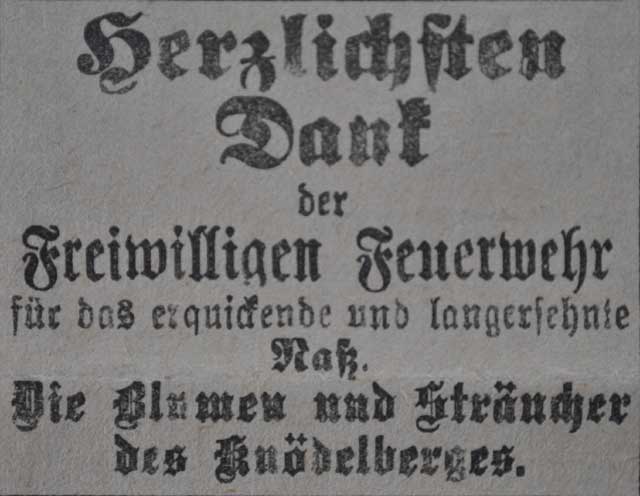 Herzlichsten
Dank
der
Freiwilligen Feuerwehr
für das erquickende und langersehnte
Naß.
Die Blumen und Sträucher
des Knödelberges.